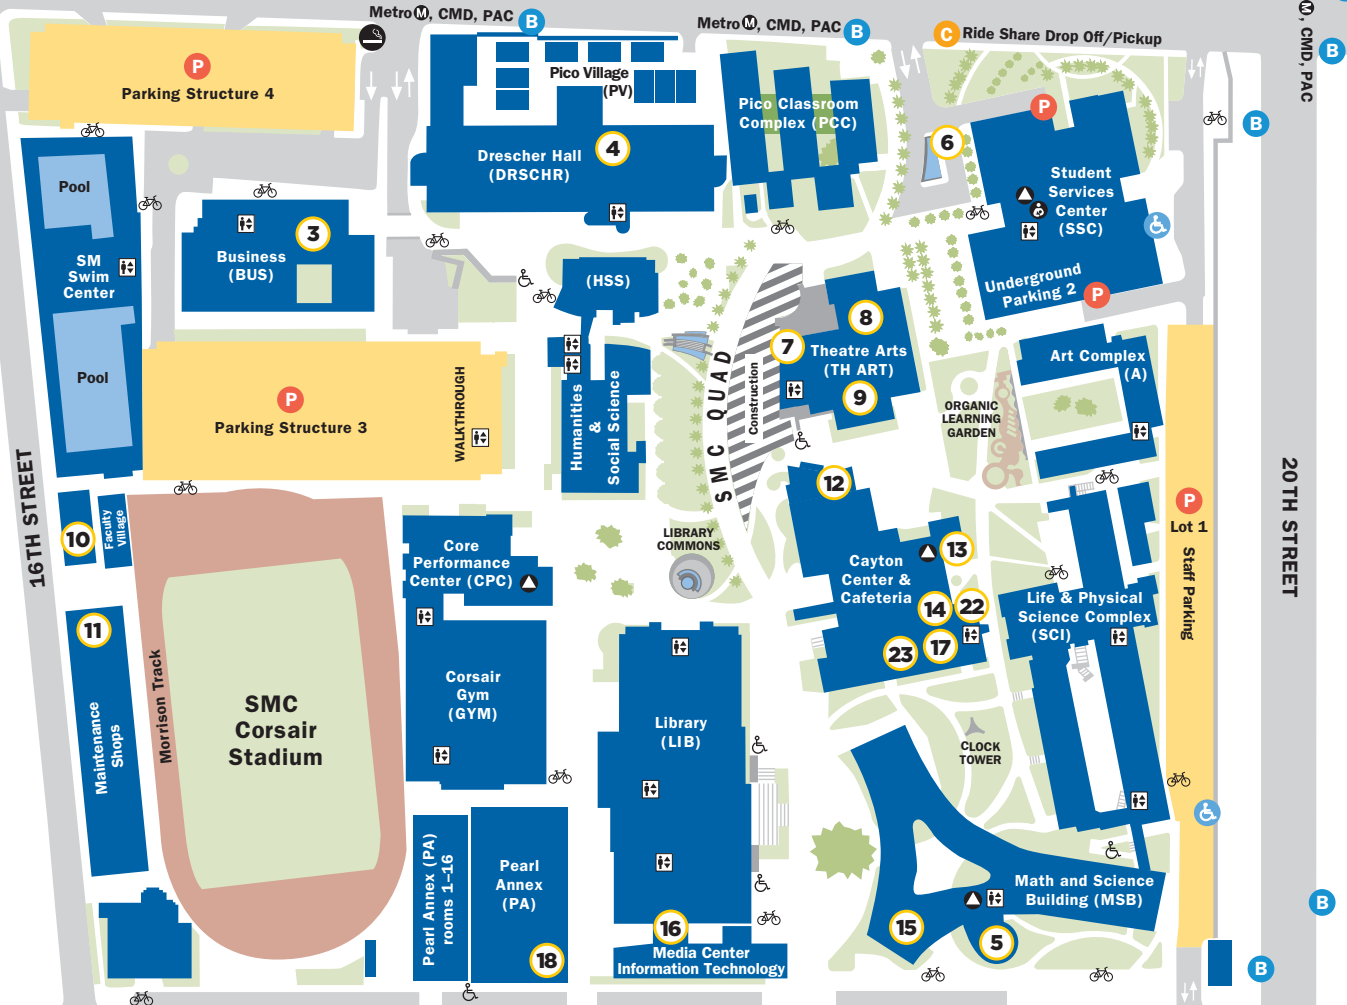 Metro M, CMD, PAC
B
Metro M, CMD, PAC
B
C Ride Share Drop Off/Pickup
M, CMD, PAC
B
P
Parking Structure 4
Pico Village
(PV)
Drescher Hall
(DRSCHR)
4
Pico Classroom
Complex (PCC)
6
P
Student
Services
Center
(SSC)
B
Underground
Parking 2
P
Pool
SM
Swim
Center
Pool
3
Business
(BUS)
P
Parking Structure 3
WALKTHROUGH
(HSS)
Humanities
&
Social Science
SMC QUAD
Construction
7
8
Theatre Arts
(TH ART)
9
ORGANIC
LEARNING
GARDEN
Art Complex
(A)
16TH STREET
20TH STREET
P
Lot 1
Staff Parking
10
Faculty
Village
11
Maintenance
Shops
Morrison Track
SMC
Corsair
Stadium
Core
Performance
Center (CPC)
Corsair
Gym
(GYM)
LIBRARY
COMMONS
12
13
Cayton
Center &
Cafeteria
14
22
23
17
Life & Physical
Science Complex
(SCI)
Library
(LIB)
CLOCK
TOWER
Pearl Annex (PA)
rooms 1–16
Pearl
Annex
(PA)
18
16
Media Center
Information Technology
Math and Science
Building (MSB)
15
5
B
B